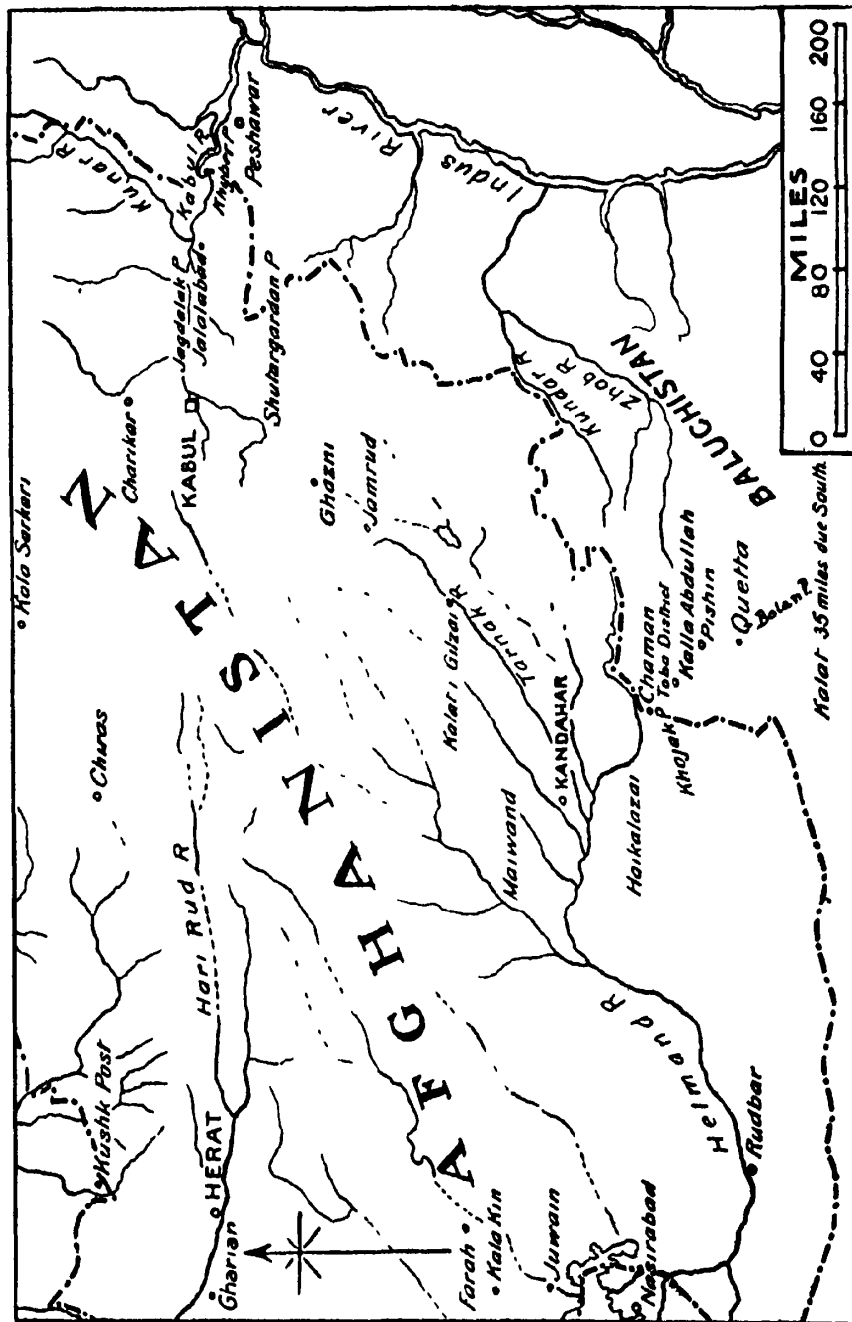 Kala Sarkari
Kunar R
Churas
Charikar
Kushk Post
Kabul R
Jagdalak P
Jalalabad
Khyber P
Peshawar
KABUL
Hari Rud R
HERAT
Gharian
Shutargardan P
AFGHANISTAN
Ghazni
Jamrud
River
Indus
Farah
Kala Kin
Juwain
Nasirabad
Kalat i Gilzai
Tarnak R
Maiwand
KANDAHAR
Haikalazai
Kundar R
Zhob R
Chaman
Khojak P
Toba District
Kalla Abdullah
Pishin
Quetta
Bolan P
BALUCHISTAN
Helmand R
Rudbar
Kalat 35 miles due South
MILES
0 40 80 120 160 200